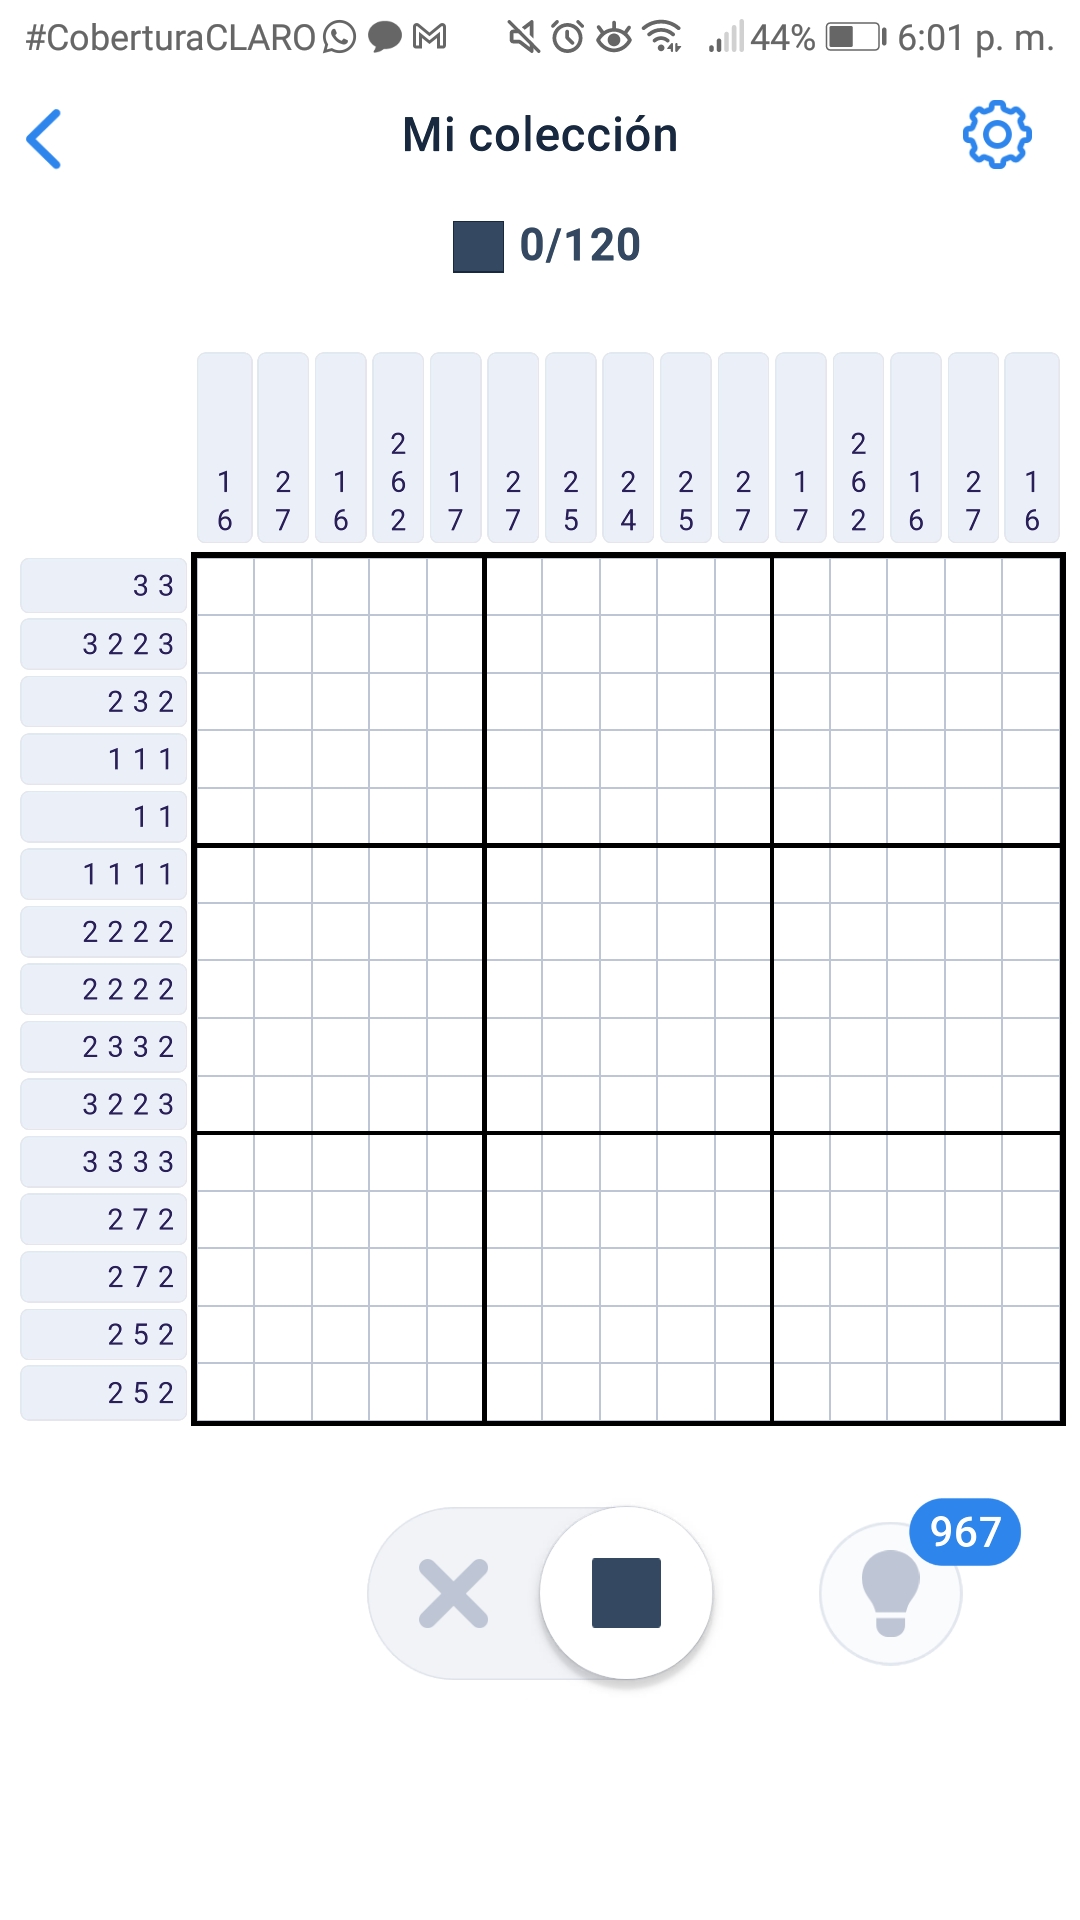 #CoberturaCLARO 44% 6:01 p. m.
Mi colección
0/120
2 2
1 2 1 6 1 2 2 2 2 2 1 6 1 2 1
6 7 6 2 7 7 5 4 5 7 7 2 6 7 6
3 3
3 2 2 3
2 3 2
1 1 1
1 1
1 1 1 1
2 2 2 2
2 2 2 2
2 3 3 2
3 2 2 3
3 3 3 3
2 7 2
2 7 2
2 5 2
2 5 2
967